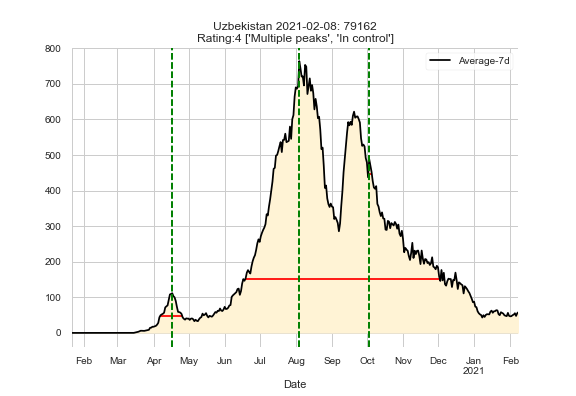 Uzbekistan 2021-02-08: 79162
Rating:4 ['Multiple peaks', 'In control']
Average-7d
800
700
600
500
400
300
200
100
0
Feb Mar Apr May Jun Jul Aug Sep Oct Nov Dec Jan Feb
2021
Date